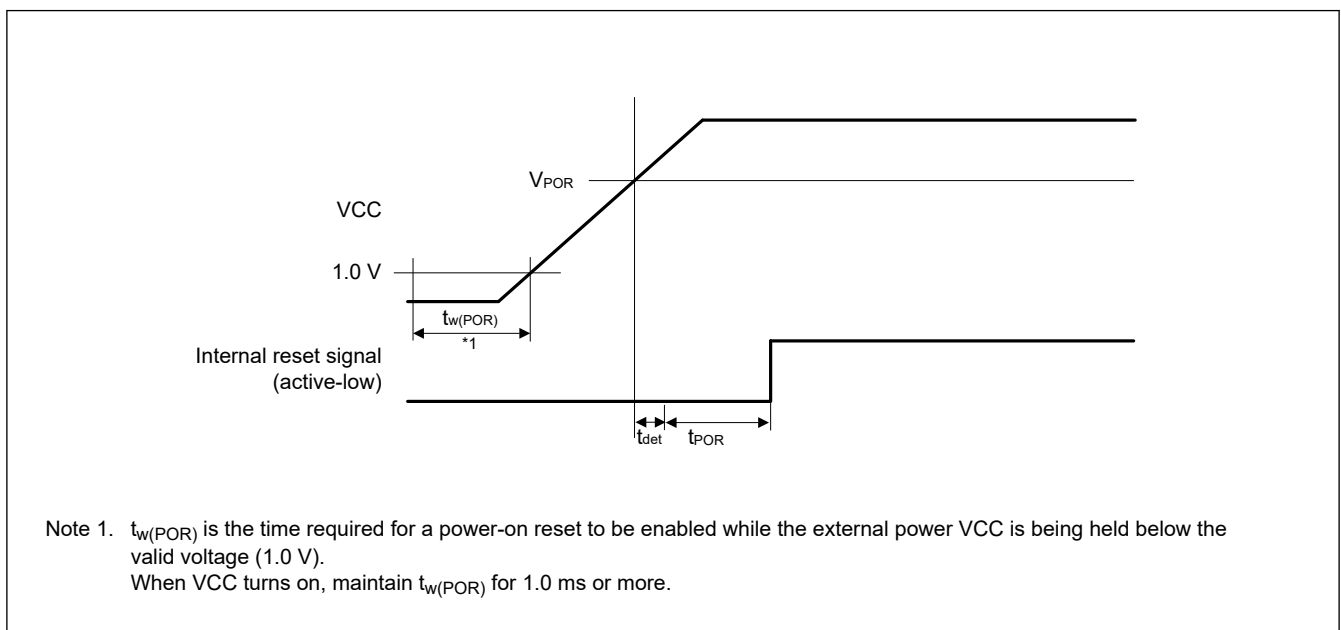 VPOR
VCC
1.0 V
tw(POR)
*1
Internal reset signal
(active-low)
tdet
tPOR
Note 1. tw(POR) is the time required for a power-on reset to be enabled while the external power VCC is being held below the
valid voltage (1.0 V).
When VCC turns on, maintain tw(POR) for 1.0 ms or more.